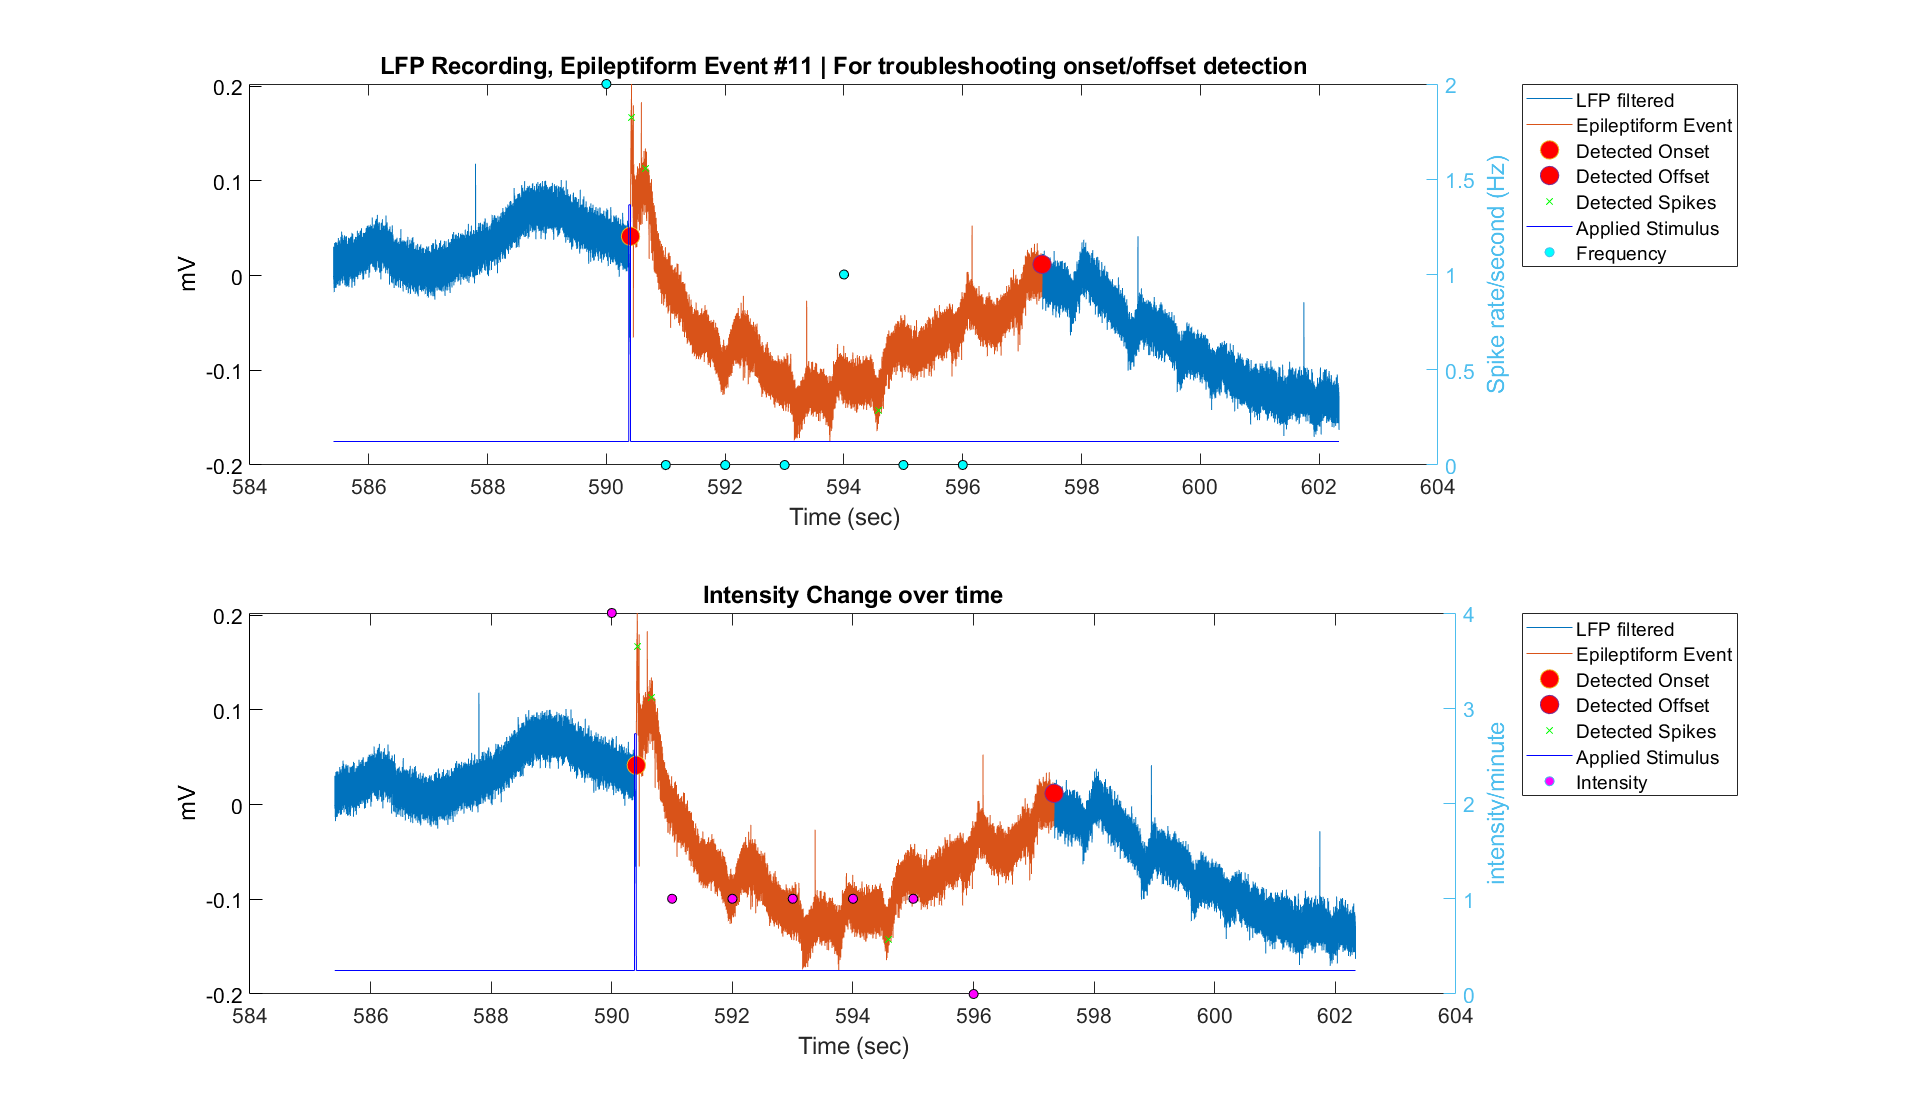 LFP Recording, Epileptiform Event #11 | For troubleshooting onset/offset detection
0.2
0.1
0
-0.1
-0.2
mV
584 586 588 590 592 594 596 598 600 602 604
Time (sec)
2
1.5
1
0.5
0
Spike rate/second (Hz)
LFP filtered
Epileptiform Event
Detected Onset
Detected Offset
Detected Spikes
Applied Stimulus
Frequency
Intensity Change over time
0.2
0.1
0
-0.1
-0.2
mV
584 586 588 590 592 594 596 598 600 602 604
Time (sec)
4
3
2
1
0
intensity/minute
LFP filtered
Epileptiform Event
Detected Onset
Detected Offset
Detected Spikes
Applied Stimulus
Intensity